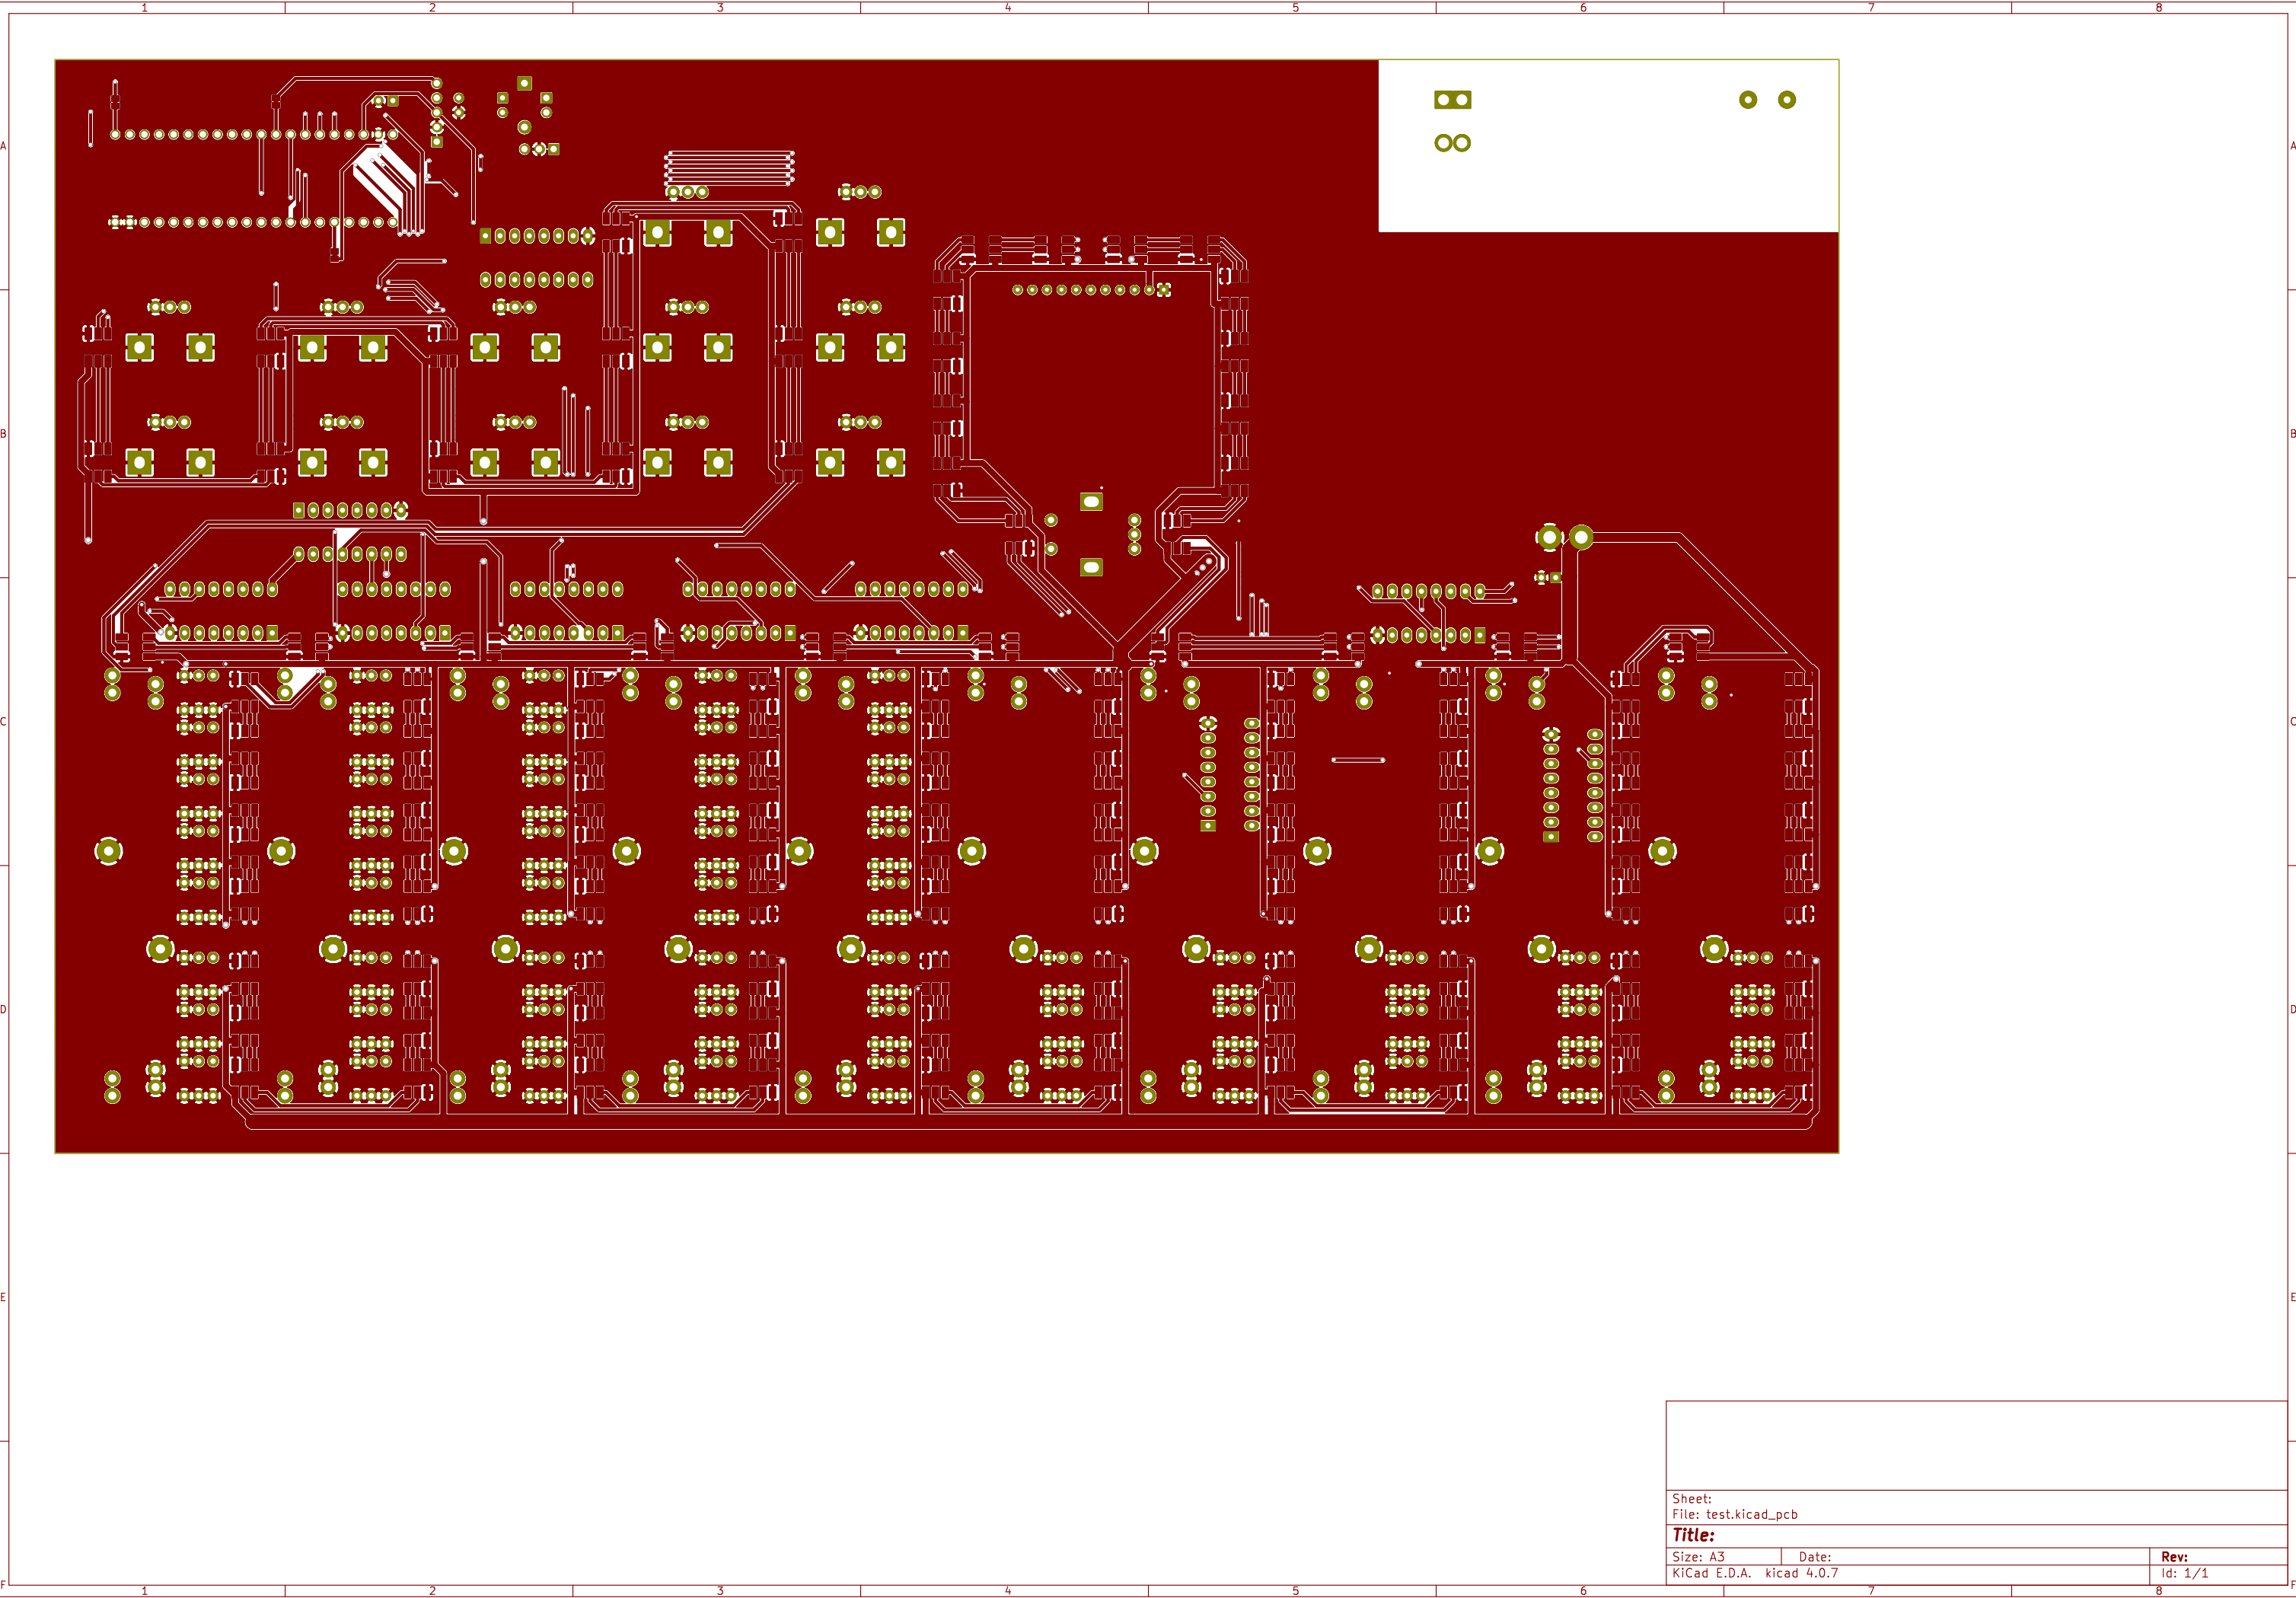 1 2 3 4 5 6 7 8
A A
B B
C C
D D
E E
Sheet:
File: test.kicad_pcb
Title:
Size: A3 Date: Rev:
KiCad E.D.A. kicad 4.0.7 Id: 1/1
F F
1 2 3 4 5 6 7 8